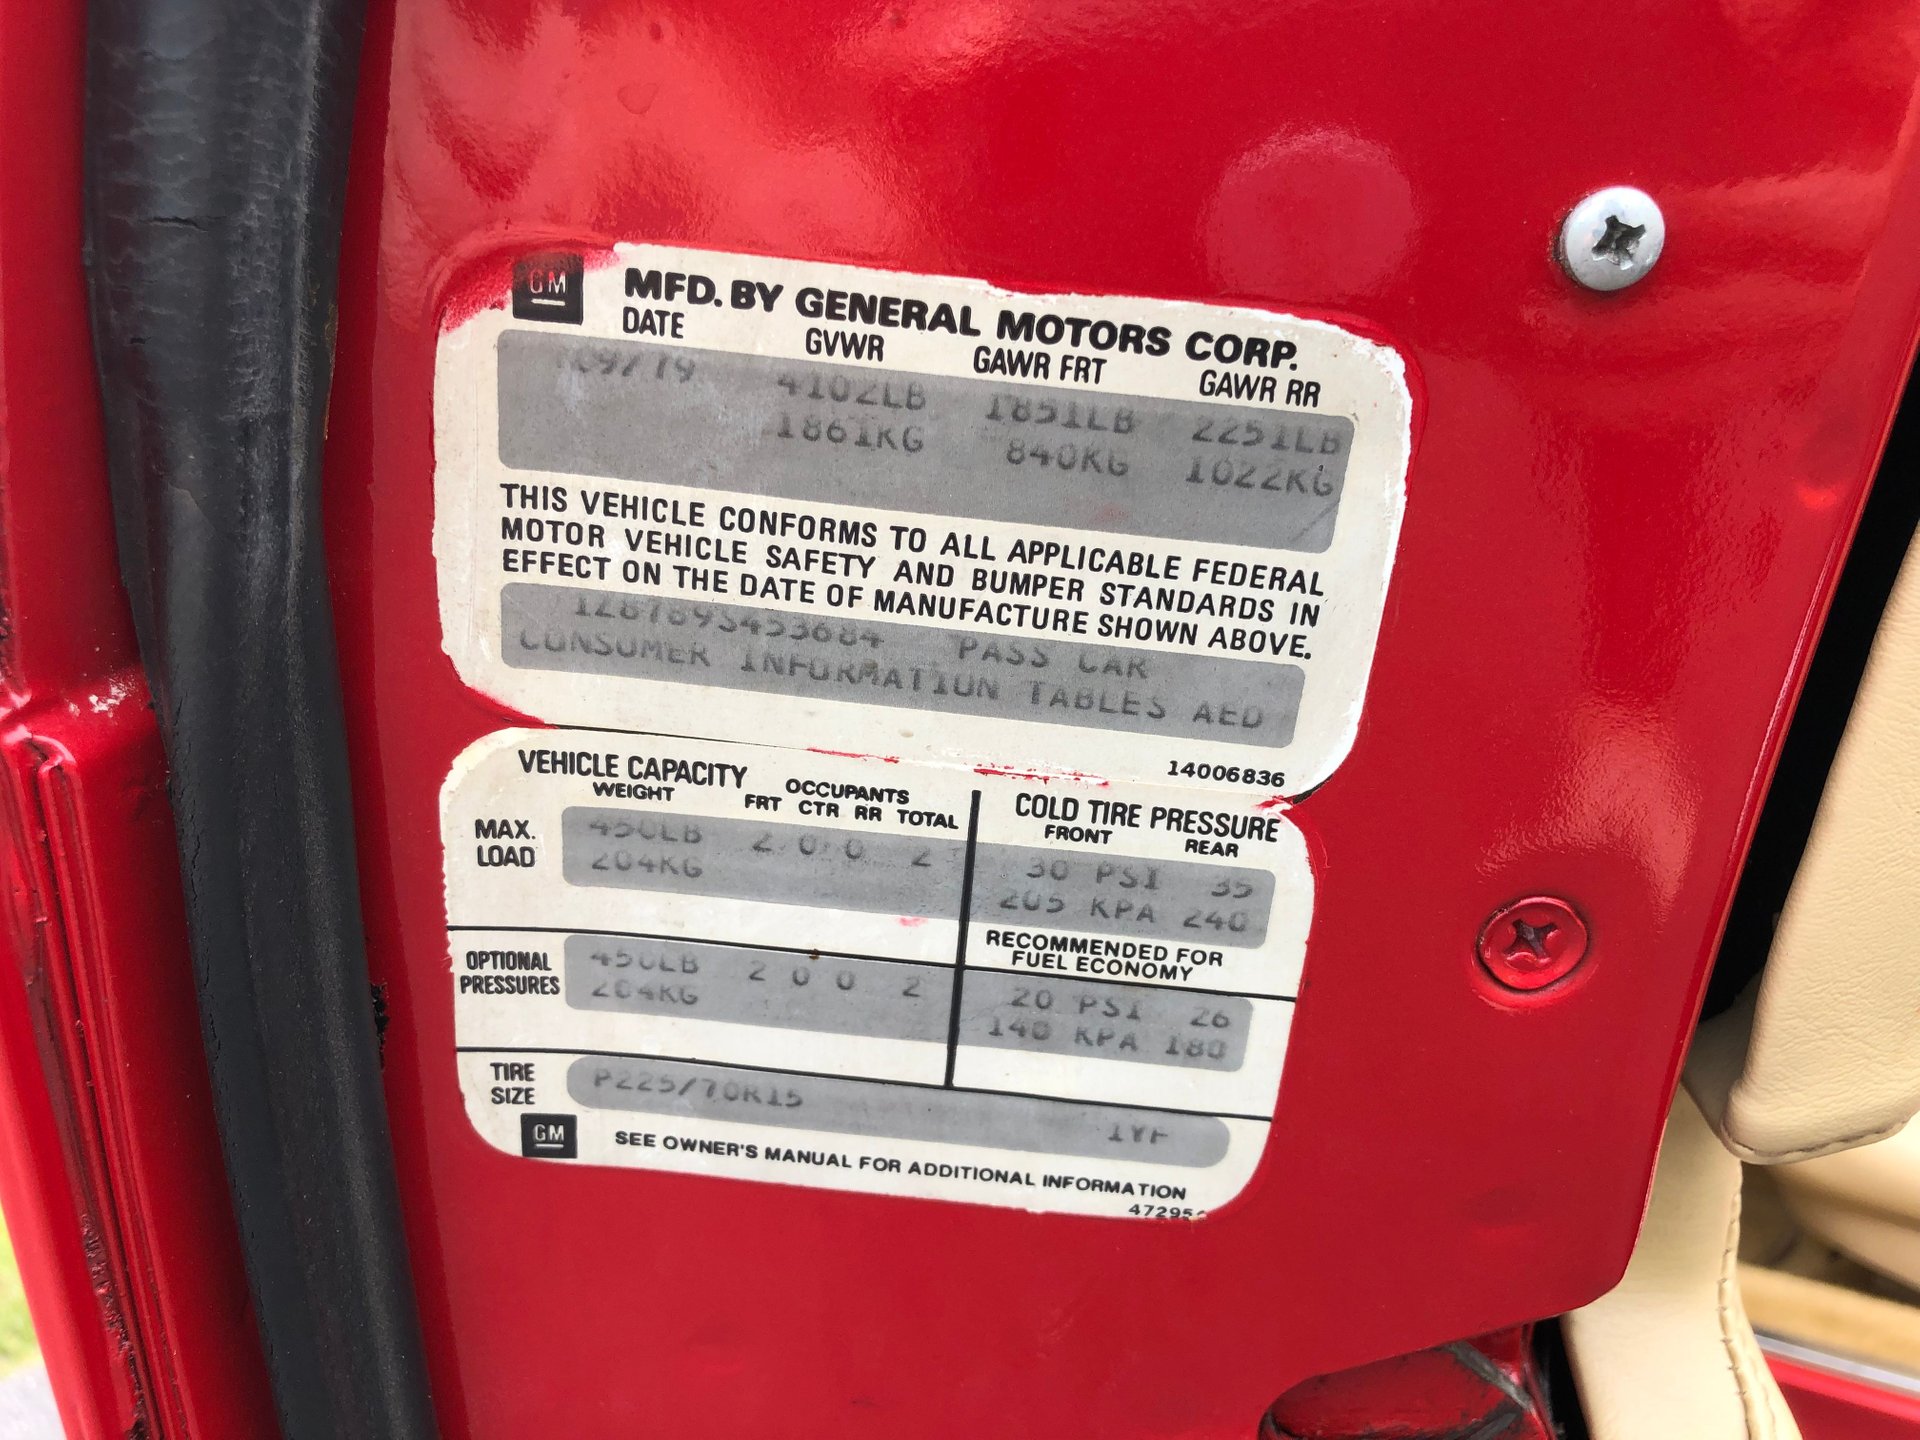 GM MFD. BY GENERAL MOTORS CORP.
DATE GVWR GAWR FRT GAWR RR
09/79 4102LB 1851LB 2251LB
1861KG 840KG 1022KG
THIS VEHICLE CONFORMS TO ALL APPLICABLE FEDERAL
MOTOR VEHICLE SAFETY AND BUMPER STANDARDS IN
EFFECT ON THE DATE OF MANUFACTURE SHOWN ABOVE.
1Z8789S453684 PASS CAR
CONSUMER INFORMATION TABLES AED
14006836
VEHICLE CAPACITY
WEIGHT OCCUPANTS
FRT CTR RR TOTAL
COLD TIRE PRESSURE
FRONT REAR
MAX. LOAD 450LB 2 0 0 2 30 PSI 35
204KG 205 KPA 240
RECOMMENDED FOR
FUEL ECONOMY
OPTIONAL PRESSURES 450LB 2 0 0 2 20 PSI 26
204KG 140 KPA 180
TIRE SIZE P225/70R15
1YF
GM SEE OWNER'S MANUAL FOR ADDITIONAL INFORMATION